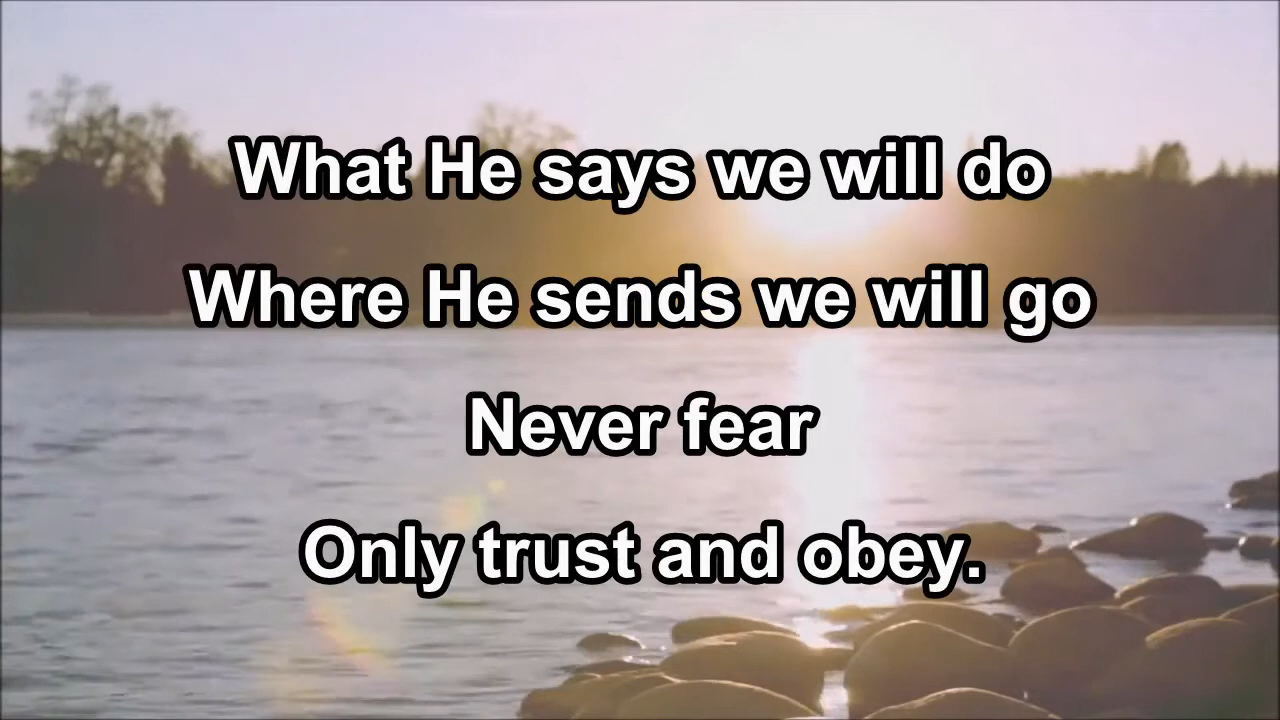 What He says we will do
Where He sends we will go
Never fear
Only trust and obey.